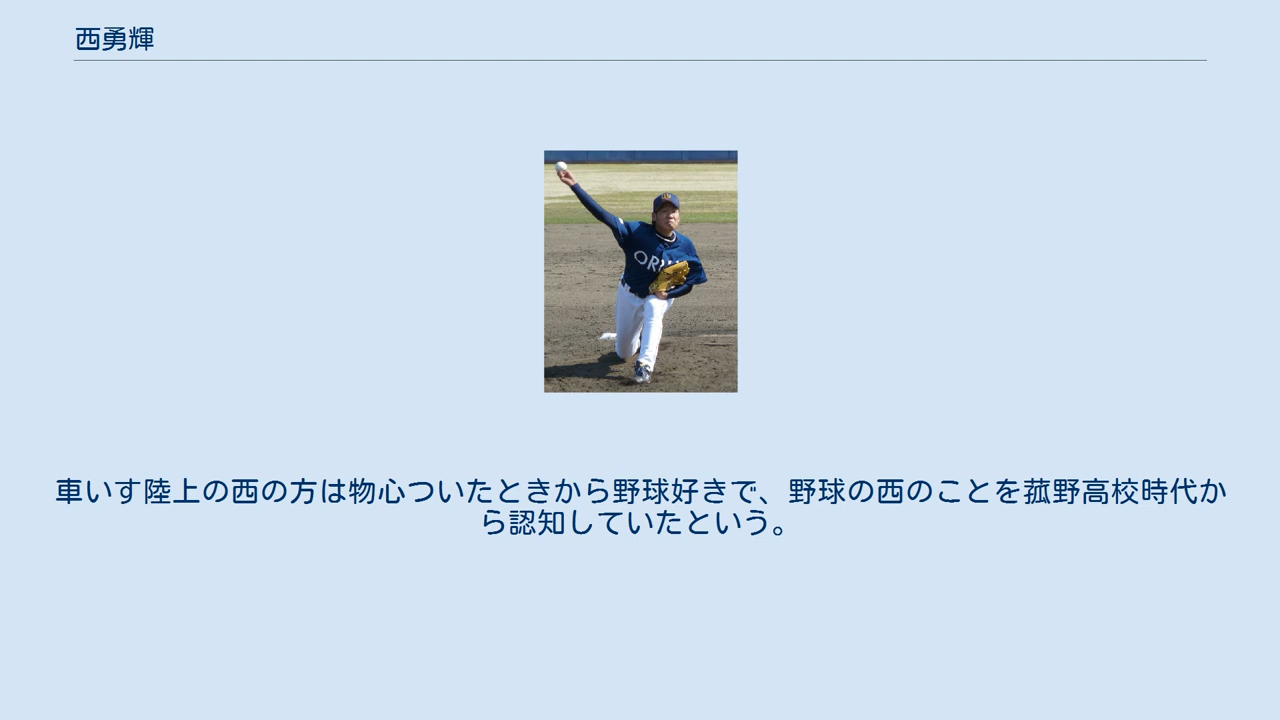 西勇輝
ORI
車いす陸上の西の方は物心ついたときから野球好きで、野球の西のことを菰野高校時代か
ら認知していたという。